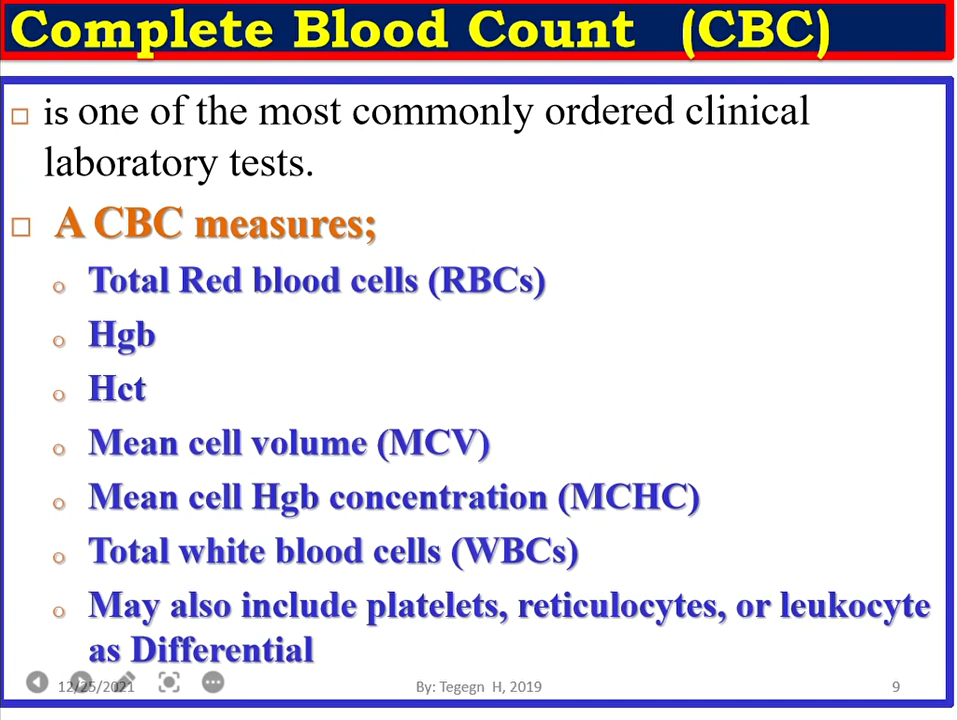 Complete Blood Count (CBC)
is one of the most commonly ordered clinical
laboratory tests.
A CBC measures;
Total Red blood cells (RBCs)
Hgb
Hct
Mean cell volume (MCV)
Mean cell Hgb concentration (MCHC)
Total white blood cells (WBCs)
May also include platelets, reticulocytes, or leukocyte
as Differential
12/25/2021 By: Tegegn H, 2019 9